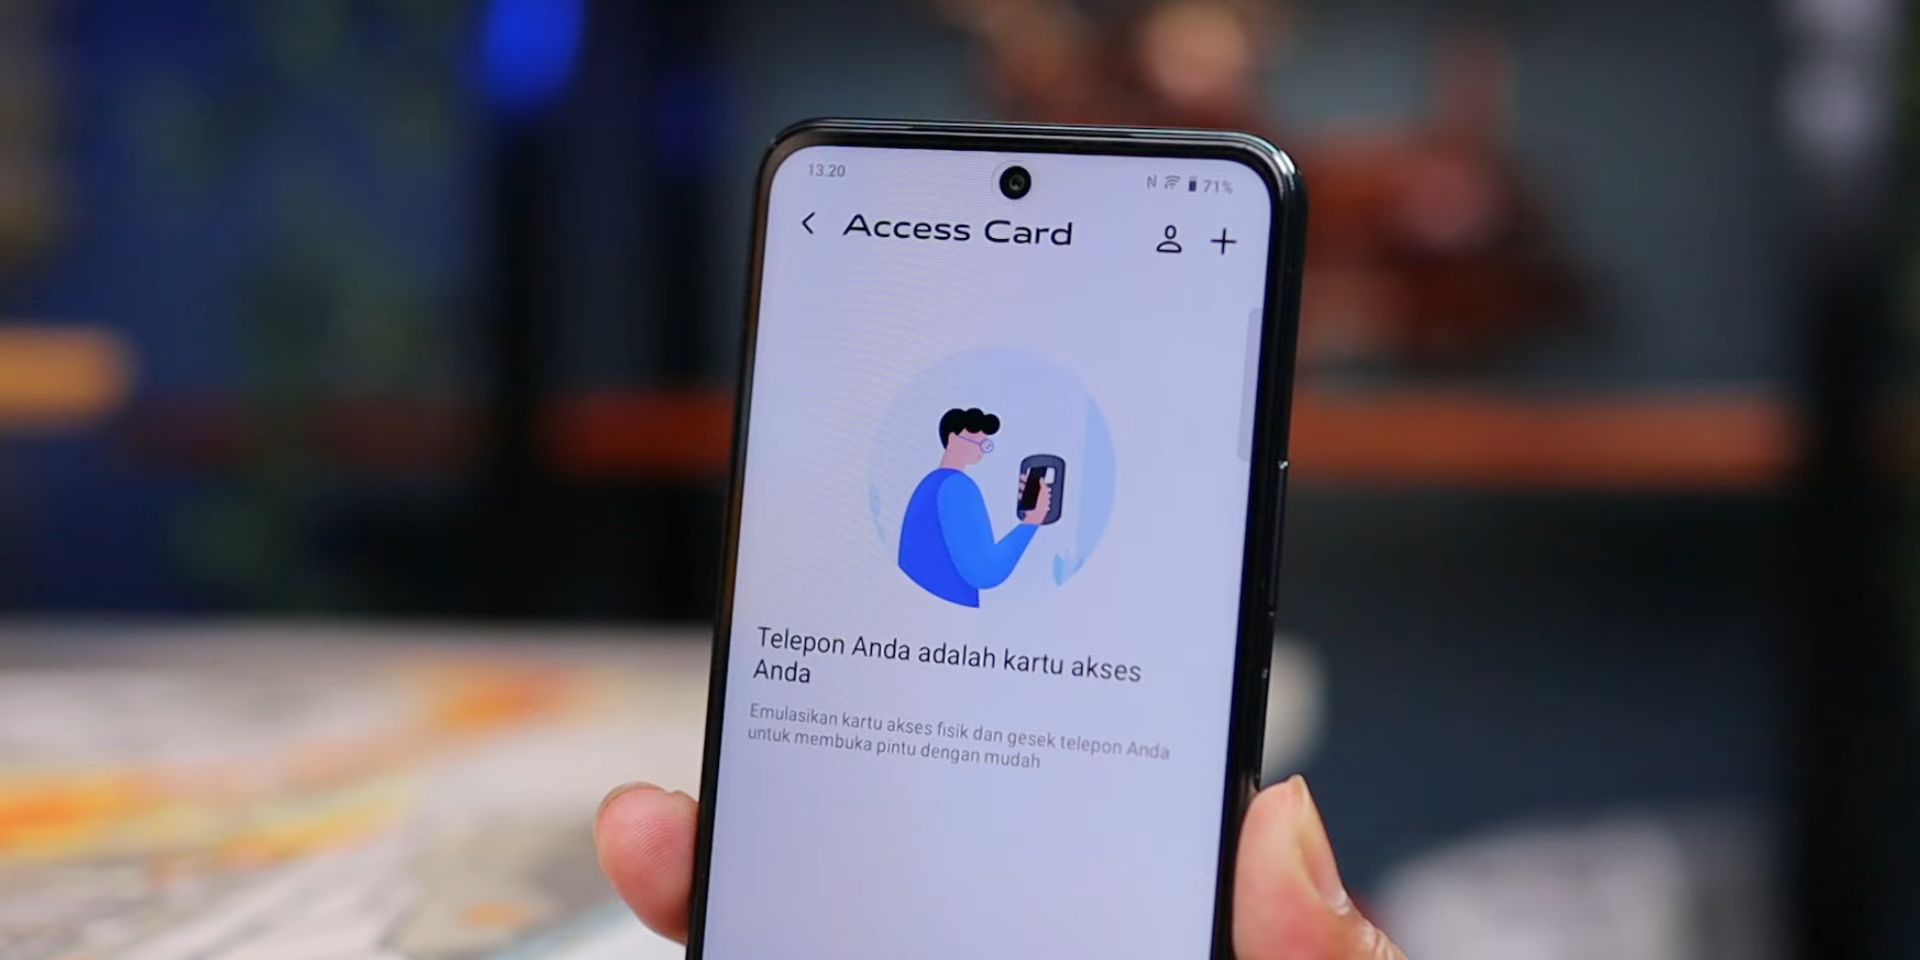 13.20
71%
Access Card
Telepon Anda adalah kartu akses
Anda
Emulasikan kartu akses fisik dan gesek telepon Anda
untuk membuka pintu dengan mudah